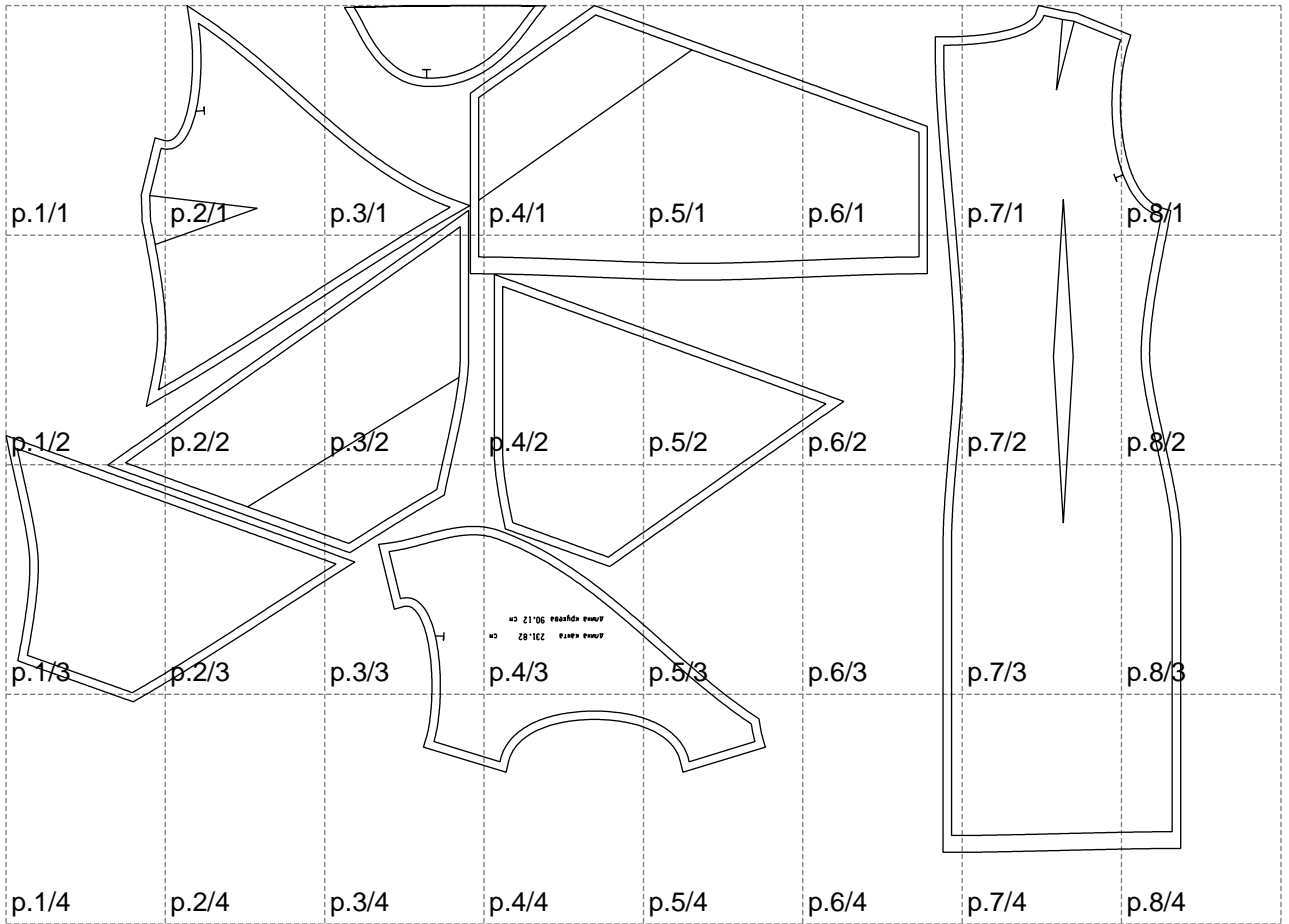 p.1/1 p.2/1 p.3/1 p.4/1 p.5/1 p.6/1 p.7/1 p.8/1
p.1/2 p.2/2 p.3/2 p.4/2 p.5/2 p.6/2 p.7/2 p.8/2
длина кружева 90.12 см
длина канта 231.82 см
p.1/3 p.2/3 p.3/3 p.4/3 p.5/3 p.6/3 p.7/3 p.8/3
p.1/4 p.2/4 p.3/4 p.4/4 p.5/4 p.6/4 p.7/4 p.8/4